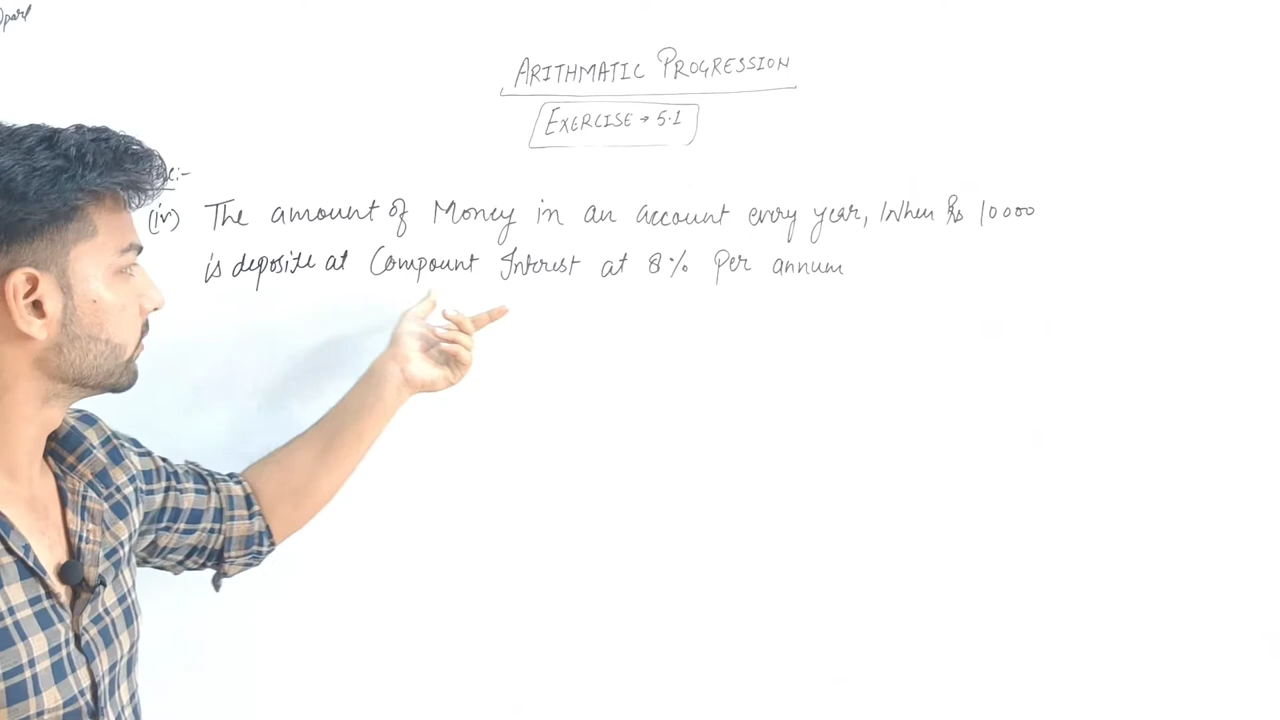 ARITHMATIC PROGRESSION
EXERCISE → 5.1
(iv) The amount of Money in an account every year, When Rs 10000
is deposite at Compount Interest at 8% Per annum